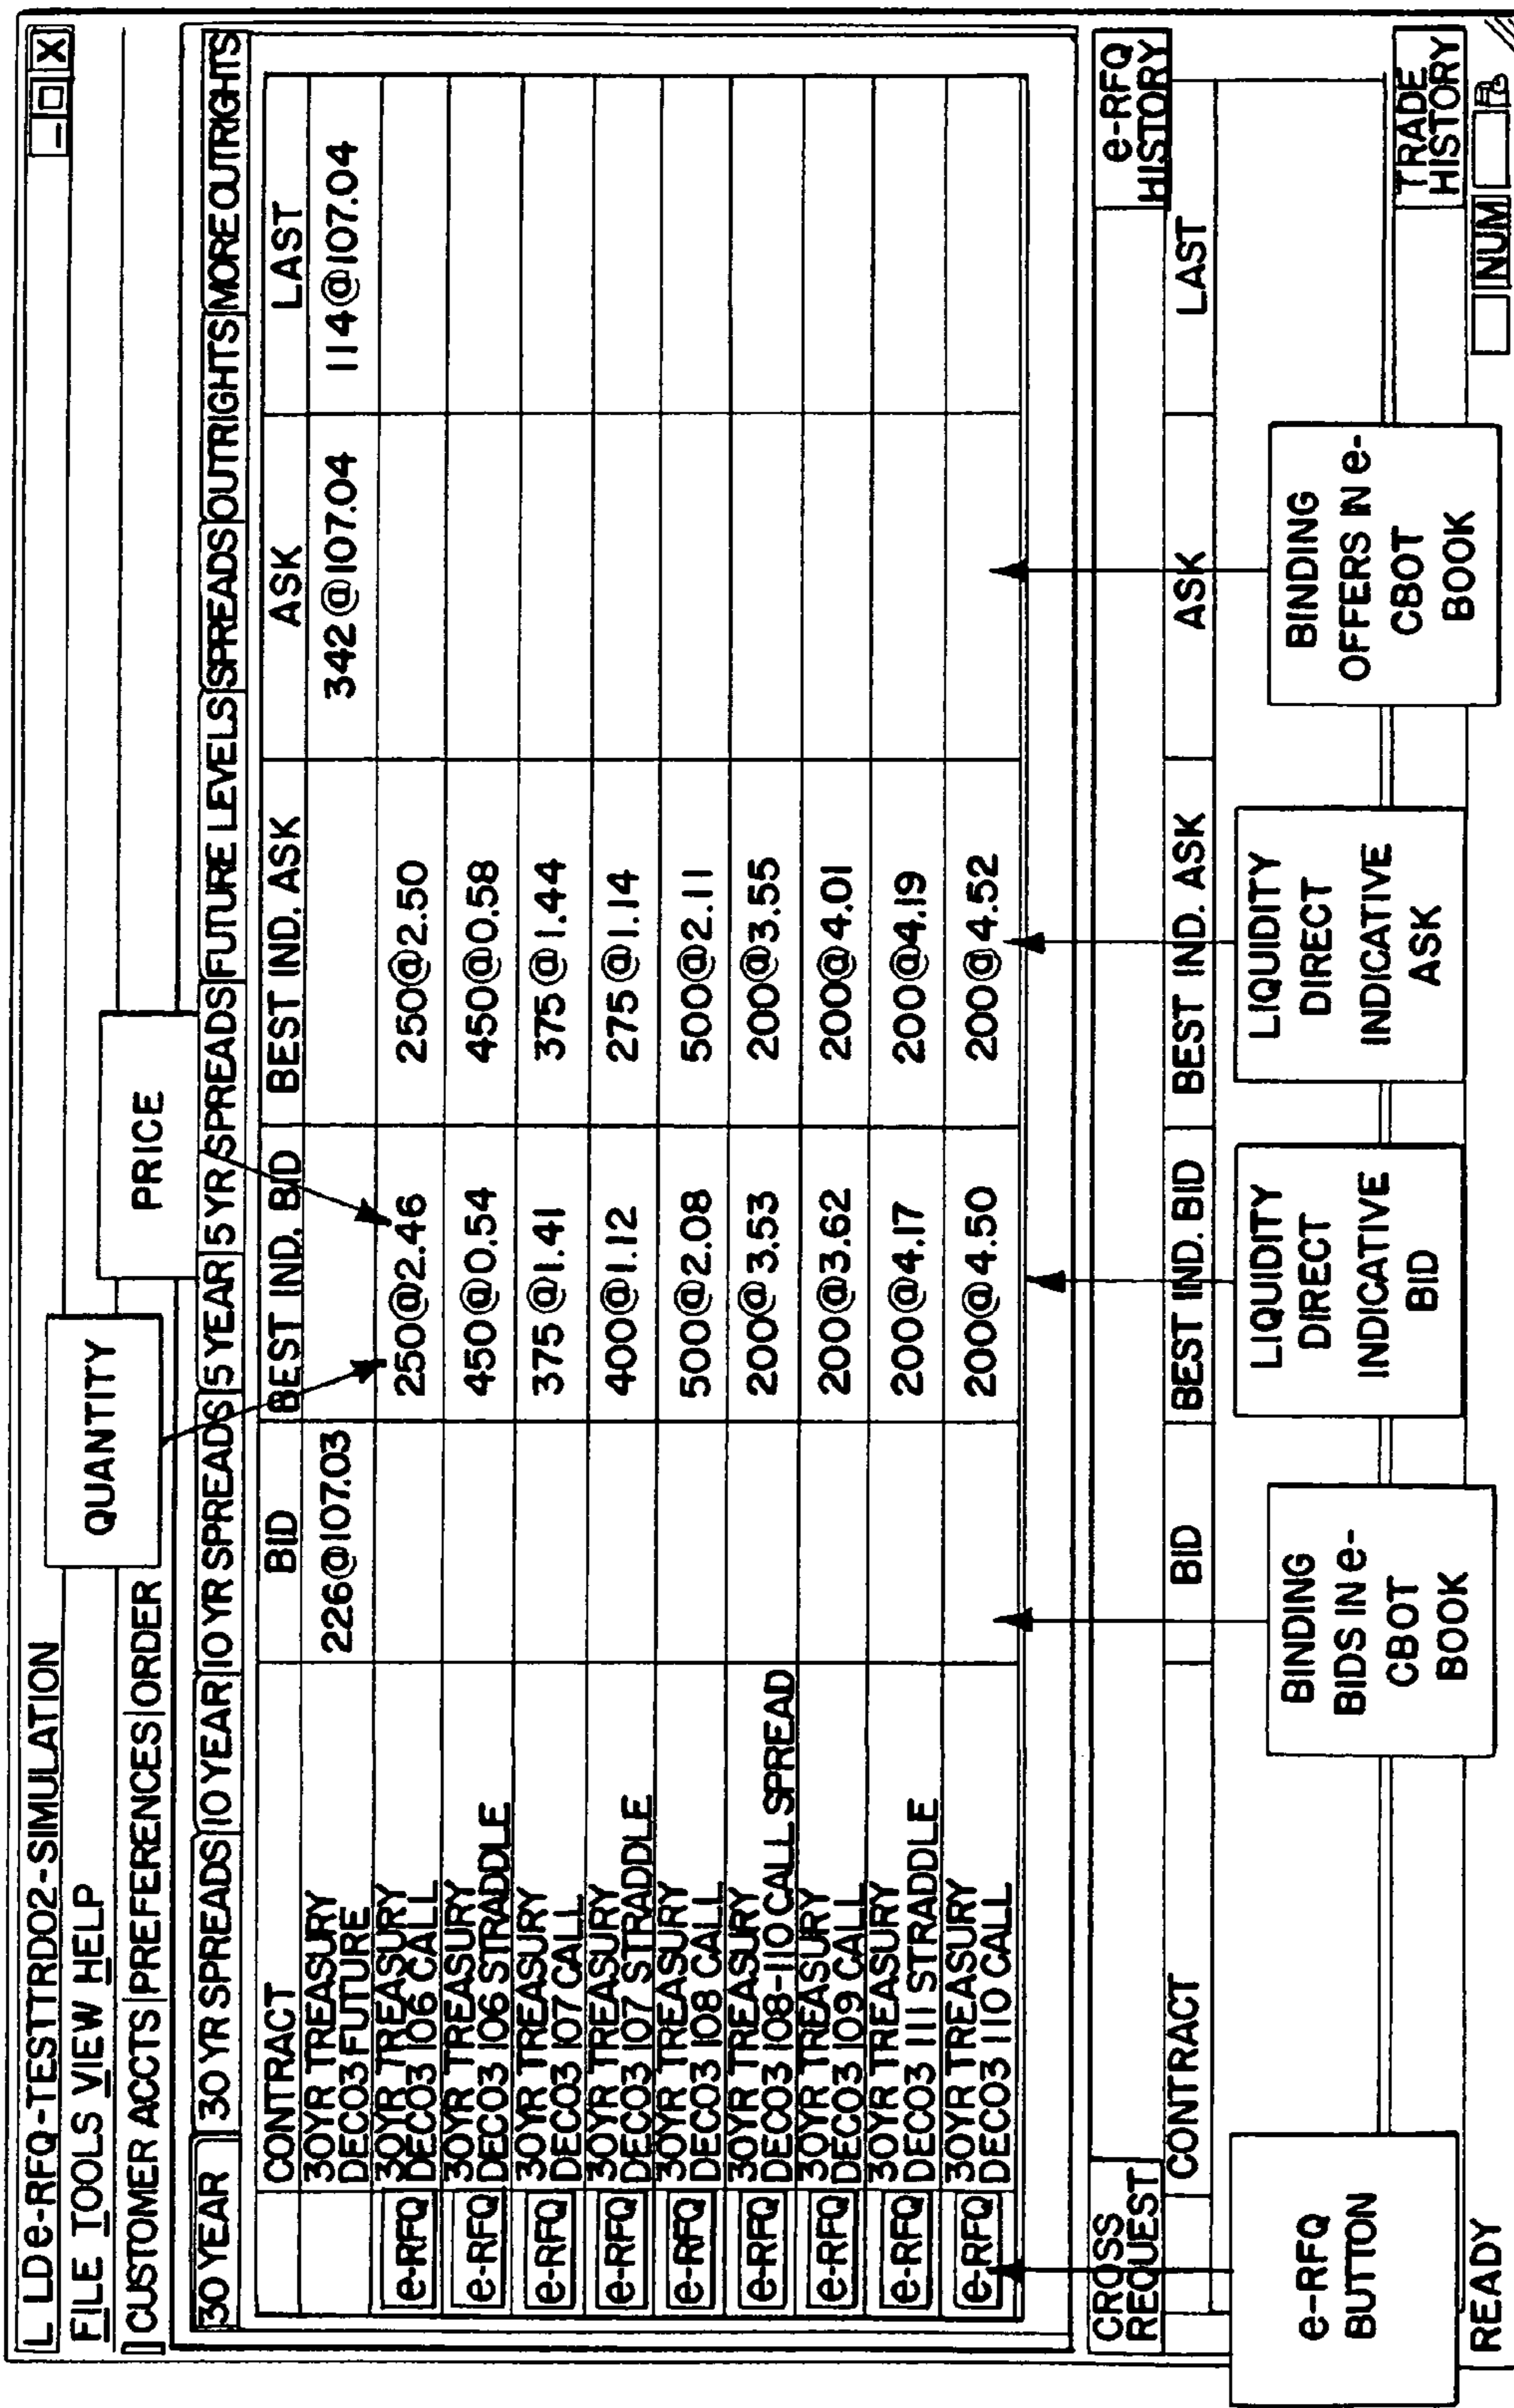 L LD e-RFQ-TESTTRD02-SIMULATION
_ □ X
FILE TOOLS VIEW HELP
QUANTITY
PRICE
CUSTOMER ACCTS PREFERENCES ORDER
30 YEAR 30 YR SPREADS 10 YEAR 10 YR SPREADS 5 YEAR 5 YR SPREADS FUTURE LEVELS SPREADS OUTRIGHTS MORE OUTRIGHTS
CONTRACT BID BEST IND. BID BEST IND. ASK ASK LAST
30YR TREASURY
DEC03 FUTURE 226@107.03 342@107.04 114@107.04
e-RFQ 30YR TREASURY
DEC03 106 CALL 250@2.46 250@2.50
e-RFQ 30YR TREASURY
DEC03 106 STRADDLE 450@0.54 450@0.58
e-RFQ 30YR TREASURY
DEC03 107 CALL 375@1.41 375@1.44
e-RFQ 30YR TREASURY
DEC03 107 STRADDLE 400@1.12 275@1.14
e-RFQ 30YR TREASURY
DEC03 108 CALL 500@2.08 500@2.11
e-RFQ 30YR TREASURY
DEC03 108-110 CALL SPREAD 200@3.53 200@3.55
e-RFQ 30YR TREASURY
DEC03 109 CALL 200@3.62 200@4.01
e-RFQ 30YR TREASURY
DEC03 111 STRADDLE 200@4.17 200@4.19
e-RFQ 30YR TREASURY
DEC03 110 CALL 200@4.50 200@4.52
CROSS
REQUEST
e-RFQ
HISTORY
CONTRACT BID BEST IND. BID BEST IND. ASK ASK LAST
e-RFQ
BUTTON
BINDING
BIDS IN e-
CBOT
BOOK
LIQUIDITY
DIRECT
INDICATIVE
BID
LIQUIDITY
DIRECT
INDICATIVE
ASK
BINDING
OFFERS IN e-
CBOT
BOOK
TRADE
HISTORY
READY
NUM